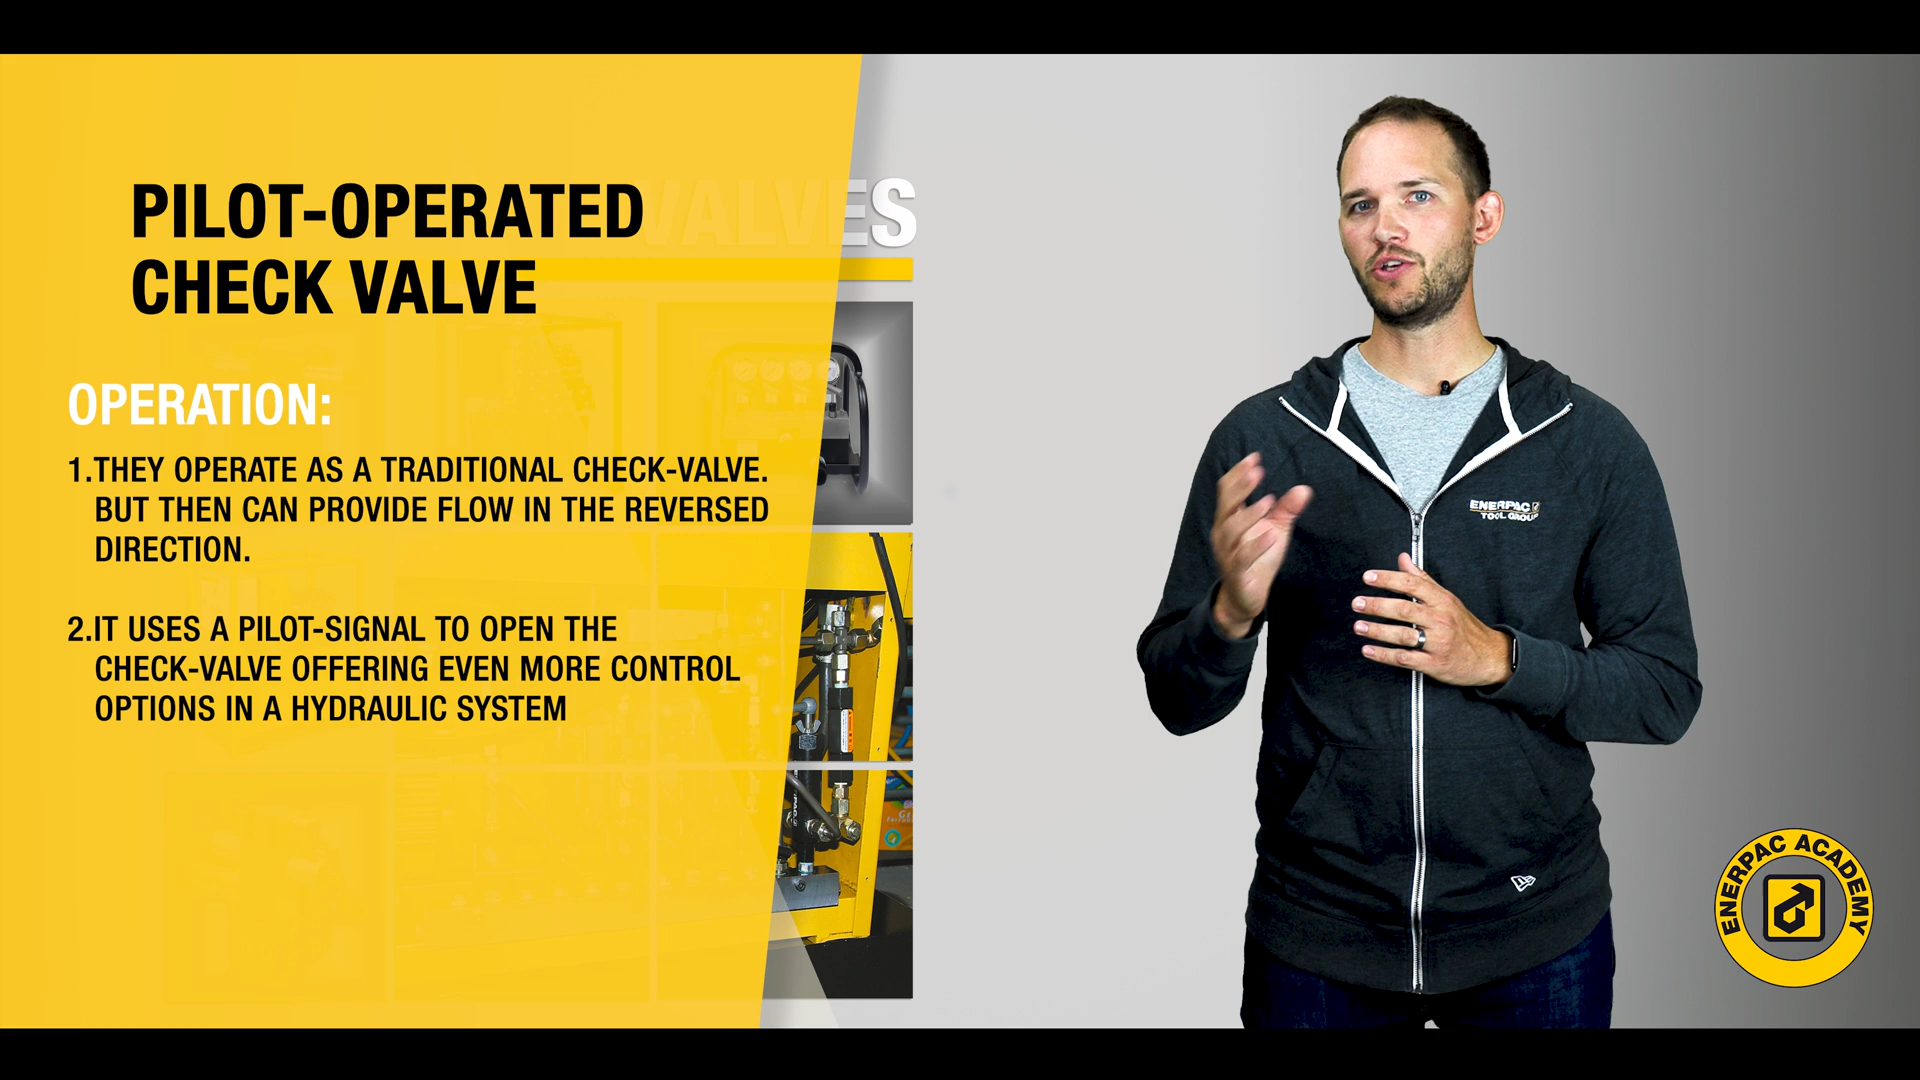 VALVES
PILOT-OPERATED
CHECK VALVE
OPERATION:
1.THEY OPERATE AS A TRADITIONAL CHECK-VALVE.
BUT THEN CAN PROVIDE FLOW IN THE REVERSED
DIRECTION.
2.IT USES A PILOT-SIGNAL TO OPEN THE
CHECK-VALVE OFFERING EVEN MORE CONTROL
OPTIONS IN A HYDRAULIC SYSTEM
ENERPAC
TOOL GROUP
ENERPAC ACADEMY